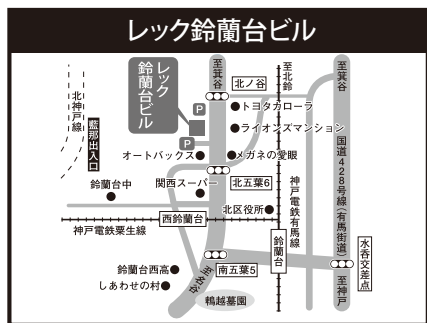 レック鈴蘭台ビル
至箕谷
至北鈴
至箕谷
北ノ谷
レック
鈴蘭台ビル
P
トヨタカローラ
北神戸線
藍那出入口
ライオンズマンション
P
オートバックス
メガネの愛眼
国道428号線(有馬街道)
関西スーパー
北五葉6
神戸電鉄有馬線
鈴蘭台中
北区役所
西鈴蘭台
神戸電鉄粟生線
鈴蘭台
水呑交差点
鈴蘭台西高
至名谷
南五葉5
至神戸
しあわせの村
鵯越墓園